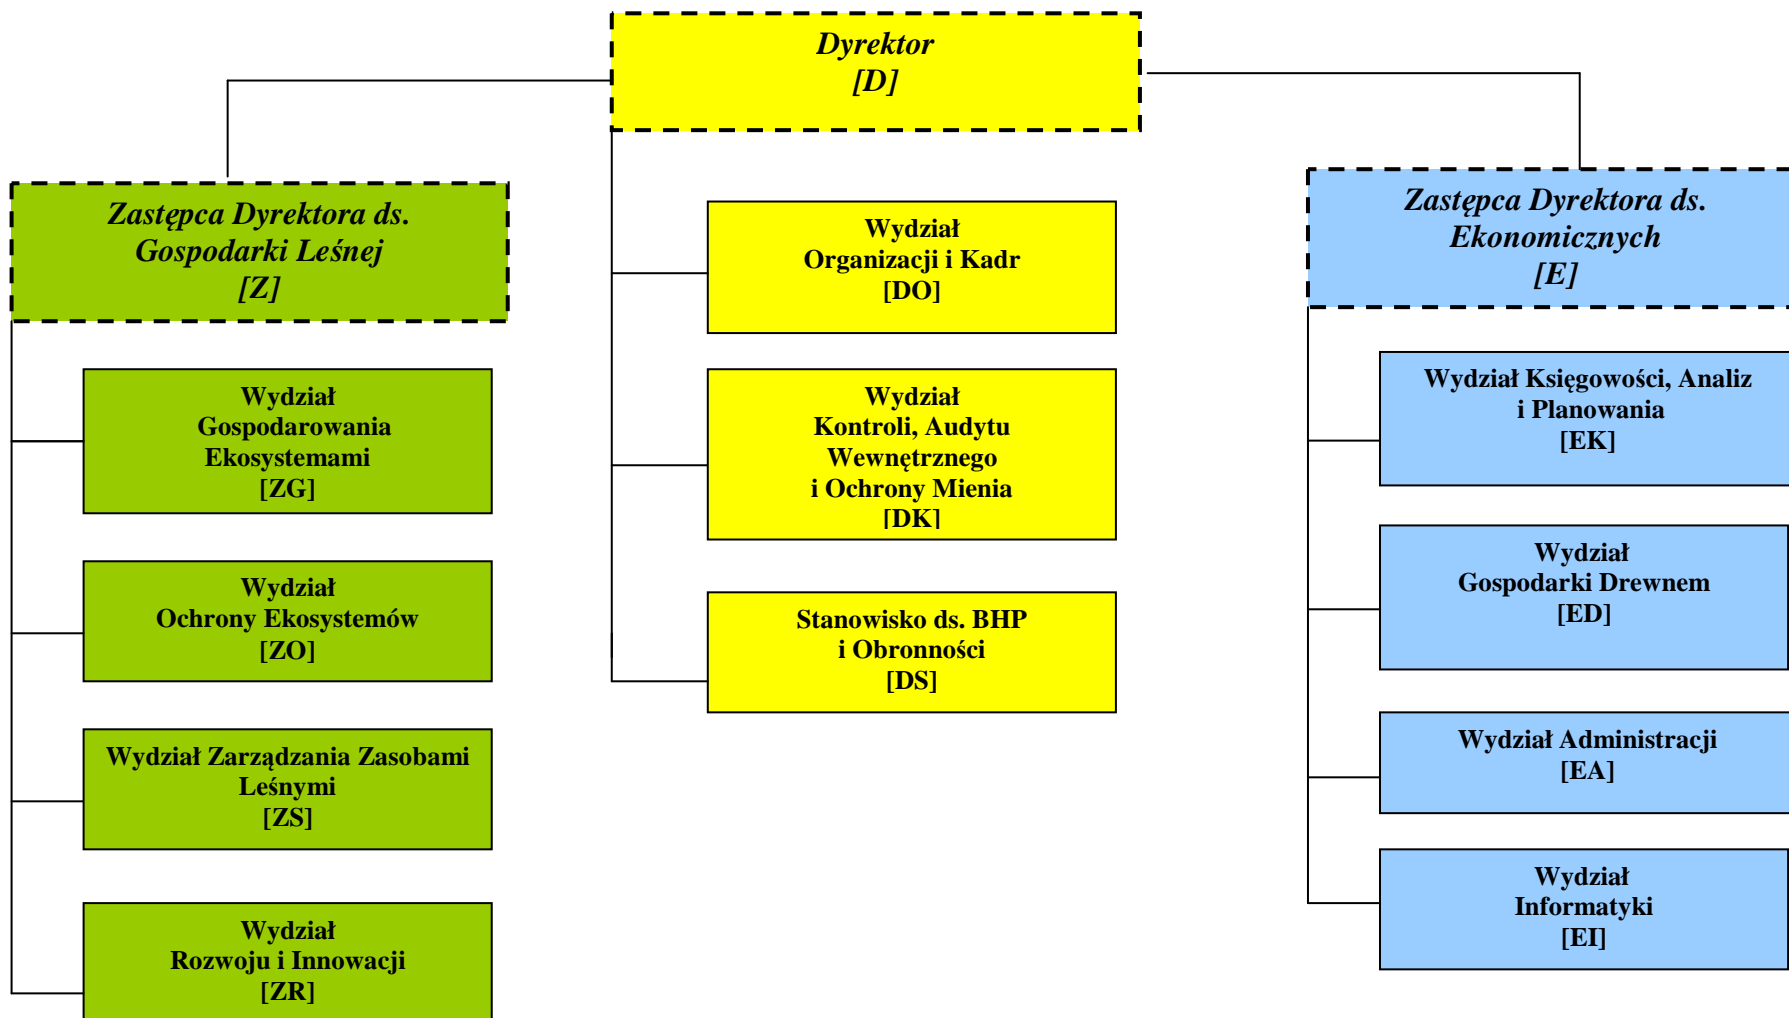 Dyrektor
[D]
Zastępca Dyrektora ds.
Gospodarki Leśnej
[Z]
Wydział
Gospodarowania
Ekosystemami
[ZG]
Wydział
Ochrony Ekosystemów
[ZO]
Wydział Zarządzania Zasobami
Leśnymi
[ZS]
Wydział
Rozwoju i Innowacji
[ZR]
Wydział
Organizacji i Kadr
[DO]
Wydział
Kontroli, Audytu
Wewnętrznego
i Ochrony Mienia
[DK]
Stanowisko ds. BHP
i Obronności
[DS]
Zastępca Dyrektora ds.
Ekonomicznych
[E]
Wydział Księgowości, Analiz
i Planowania
[EK]
Wydział
Gospodarki Drewnem
[ED]
Wydział Administracji
[EA]
Wydział
Informatyki
[EI]